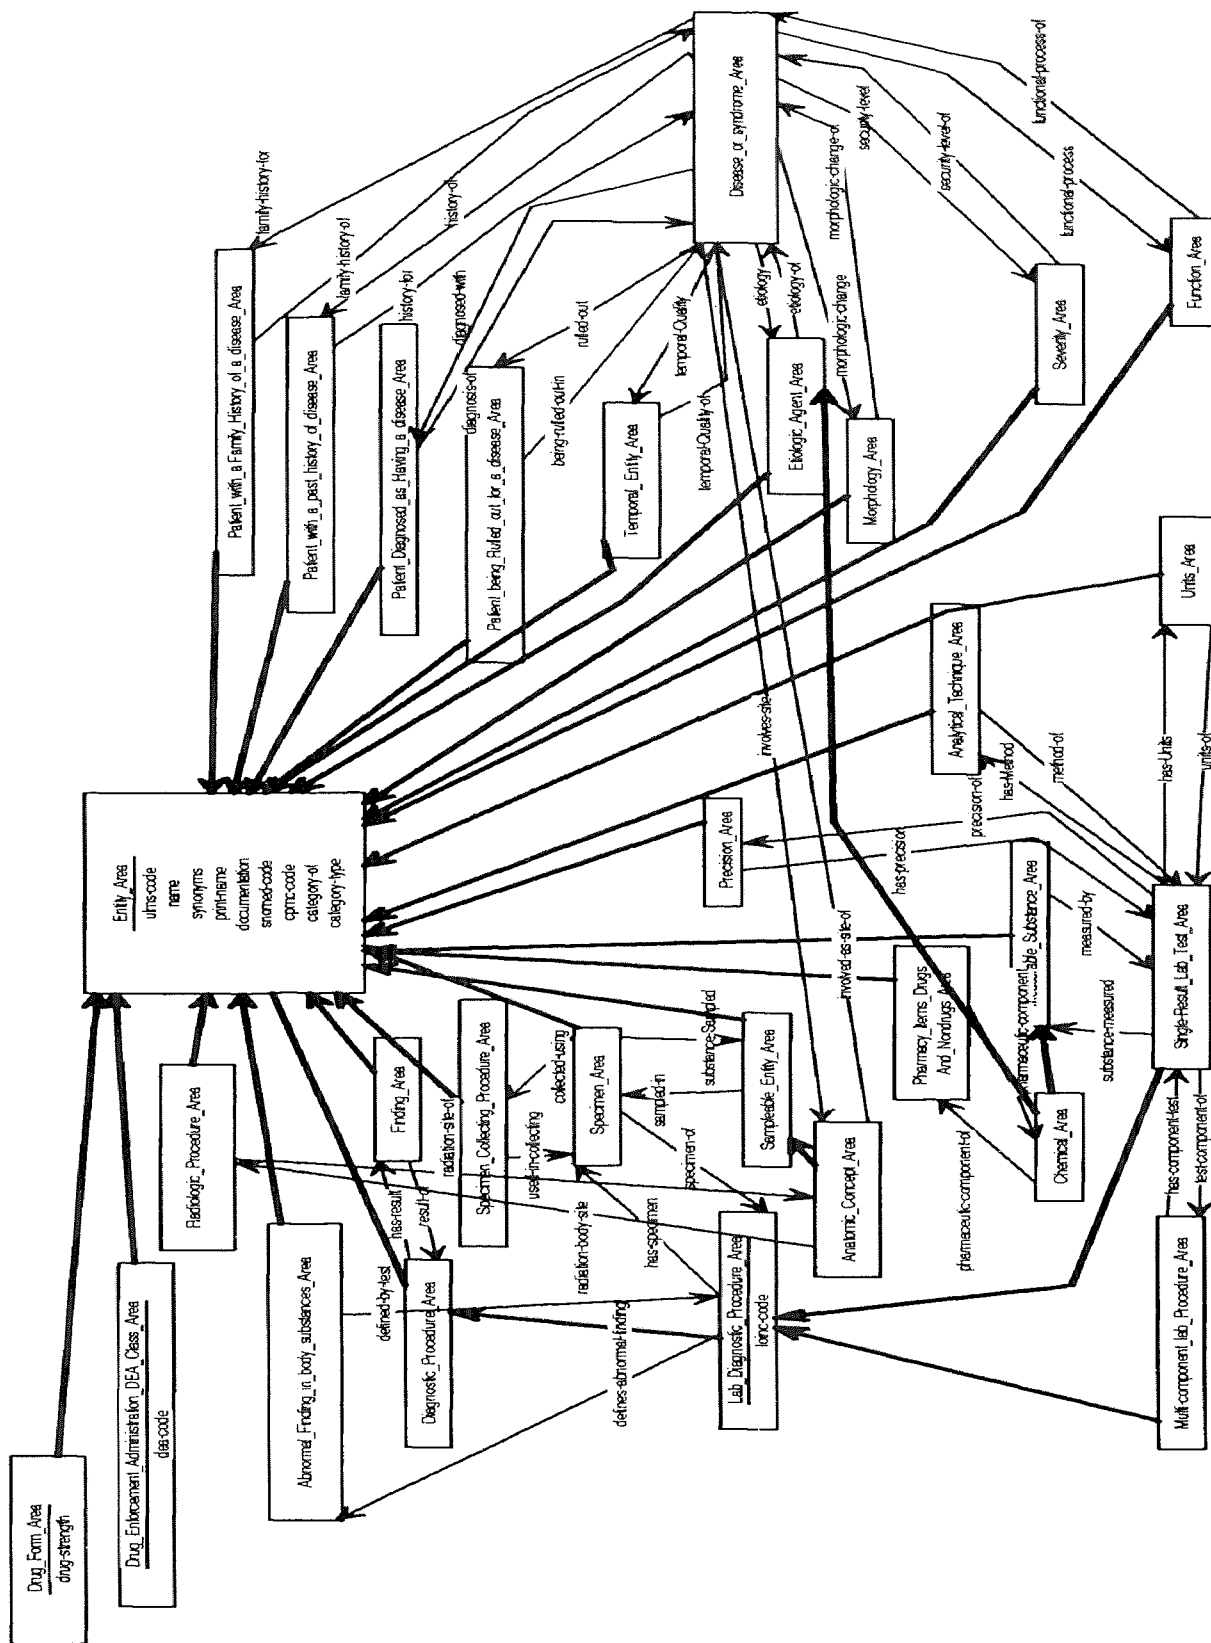 Drug_Form_Area
drug-strength
Drug_Enforcement_Administration_DEA_Class_Area
dea-code
Radiologic_Procedure_Area
Abnormal_Finding_in_body_substances_Area
Entity_Area
umls-code
name
synonyms
print-name
documentation
snomed-code
cpmc-code
category-of
category-type
Patient_with_a_Family_History_of_a_disease_Area
Patient_with_a_past_history_of_disease_Area
Patient_Diagnosed_as_Having_a_disease_Area
Patient_being_Ruled_out_for_a_disease_Area
Disease_or_syndrome_Area
family-history-for
family-history-of
history-of
history-for
diagnosed-with
diagnosis-of
ruled-out
being-ruled-out-in
Temporal_Entity_Area
temporal-Quality
temporal-Quality-of
etiology
etiology-of
Etiologic_Agent_Area
Morphology_Area
morphologic-change
morphologic-change-of
security-level
security-level-of
Severity_Area
functional-process
functional-process-of
Function_Area
Finding_Area
has-result
result-of
Diagnostic_Procedure_Area
defined-by-test
defines-abnormal-finding
radiation-site-of
radiation-body-site
Specimen_Collecting_Procedure_Area
collected-using
used-in-collecting
Specimen_Area
has-specimen
specimen-of
sampled-in
substance-Sampled
Sampleable_Entity_Area
Lab_Diagnostic_Procedure_Area
loinc-code
Anatomic_Concept_Area
involves-site
involved-as-site-of
Precision_Area
has-precision
precision-of
Analytical_Technique_Area
has-Method
method-of
Units_Area
has-Units
units-of
Pharmacy_Items_Drugs
And_Nondrugs_Area
pharmaceutic-component
pharmaceutic-component-of
Chemical_Area
measured-by
substance-measured
Single-Result_Lab_Test_Area
has-component-test
test-component-of
Multi-component_lab_Procedure_Area